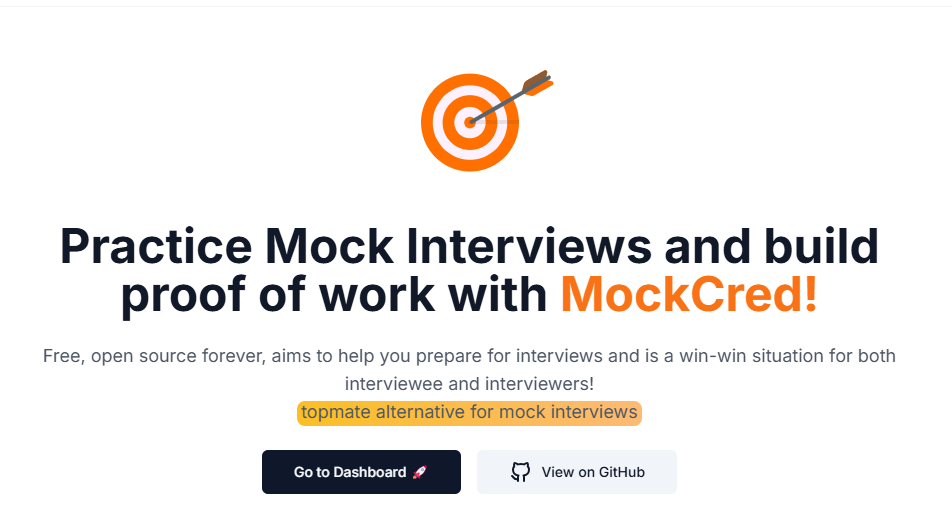 Practice Mock Interviews and build
proof of work with MockCred!
Free, open source forever, aims to help you prepare for interviews and is a win-win situation for both
interviewee and interviewers!
topmate alternative for mock interviews
Go to Dashboard 🚀
View on GitHub